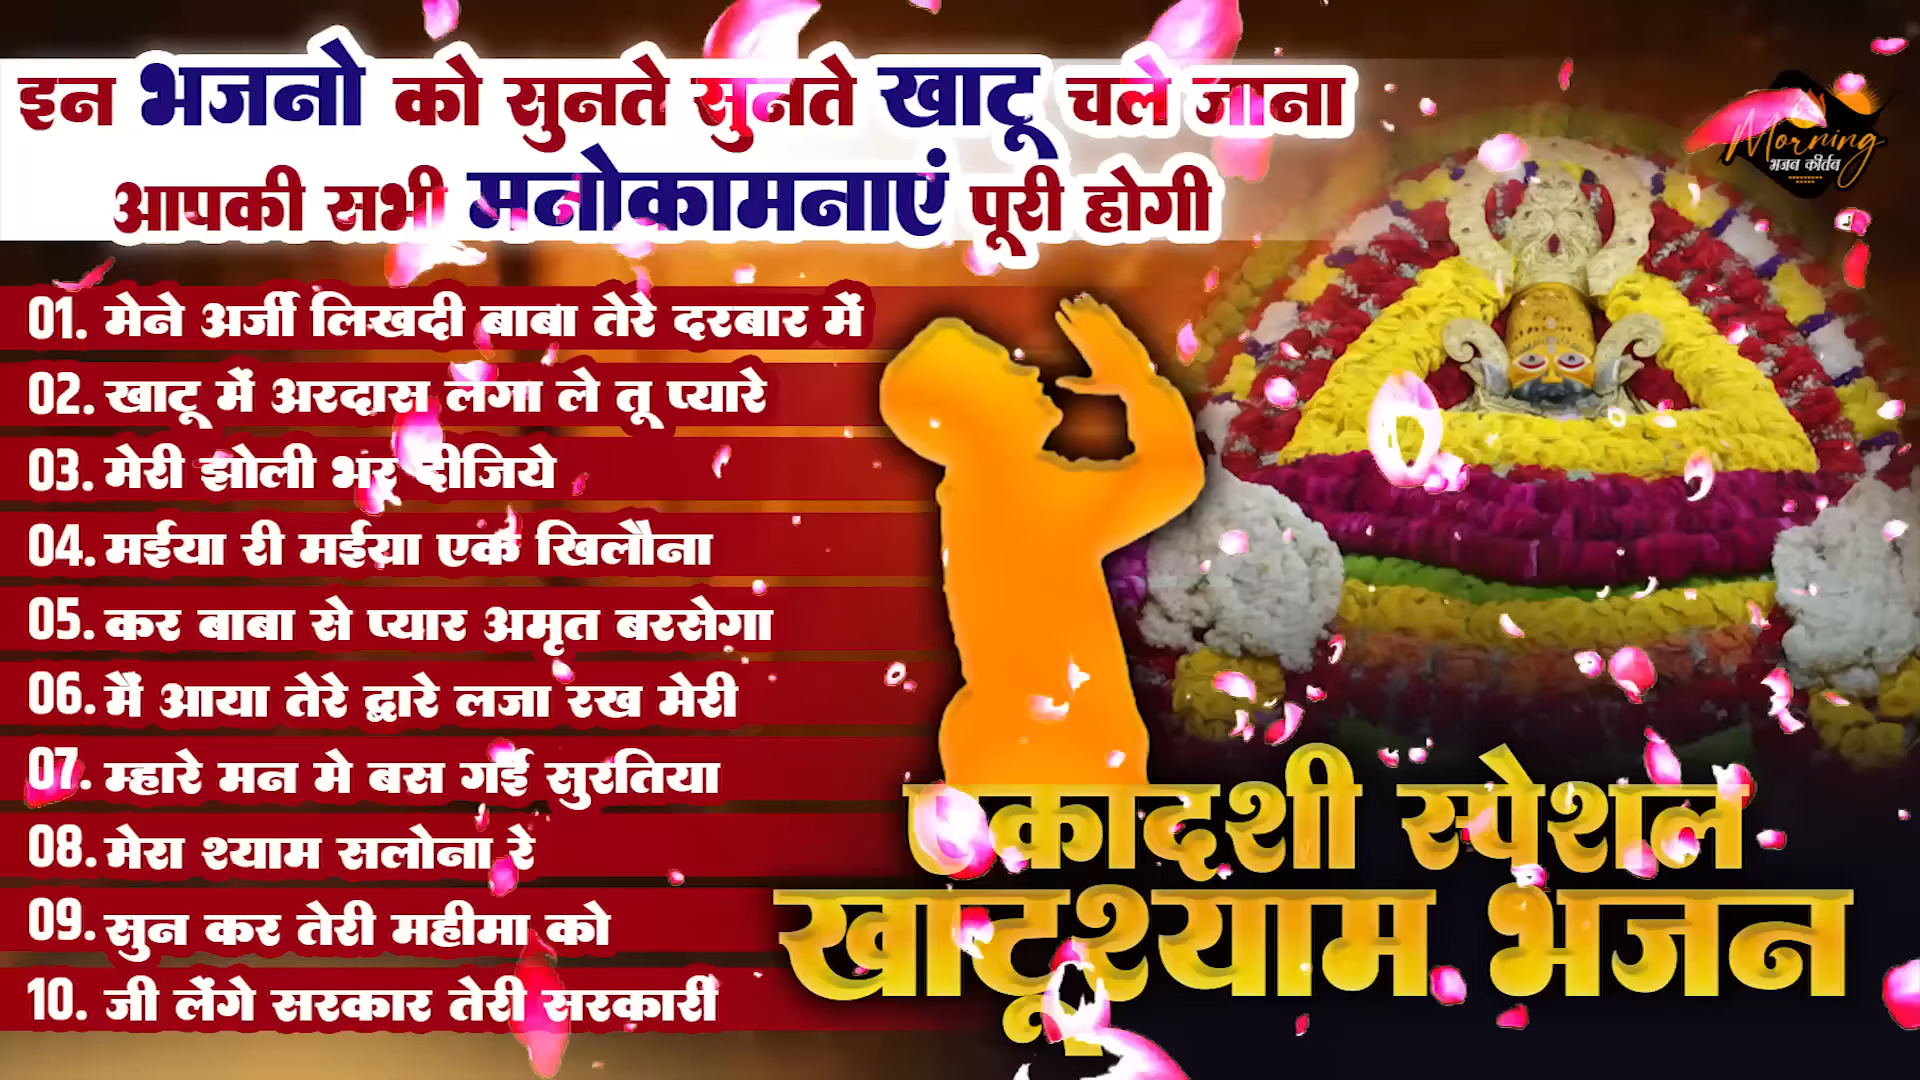 इन भजनो को सुनते सुनते खाटू चले जाना
आपकी सभी मनोकामनाएं पूरी होगी
Morning
भजन कीर्तन
01. मेने अर्जी लिखदी बाबा तेरे दरबार में
02. खाटू में अरदास लगा ले तू प्यारे
03. मेरी झोली भर दीजिये
04. मईया री मईया एक खिलौना
05. कर बाबा से प्यार अमृत बरसेगा
06. मैं आया तेरे द्वारे लजा रख मेरी
07. म्हारे मन मे बस गई सुरतिया
08. मेरा श्याम सलोना रे
09. सुन कर तेरी महीमा को
10. जी लेंगे सरकार तेरी सरकारी
एकादशी स्पेशल
खाटूश्याम भजन